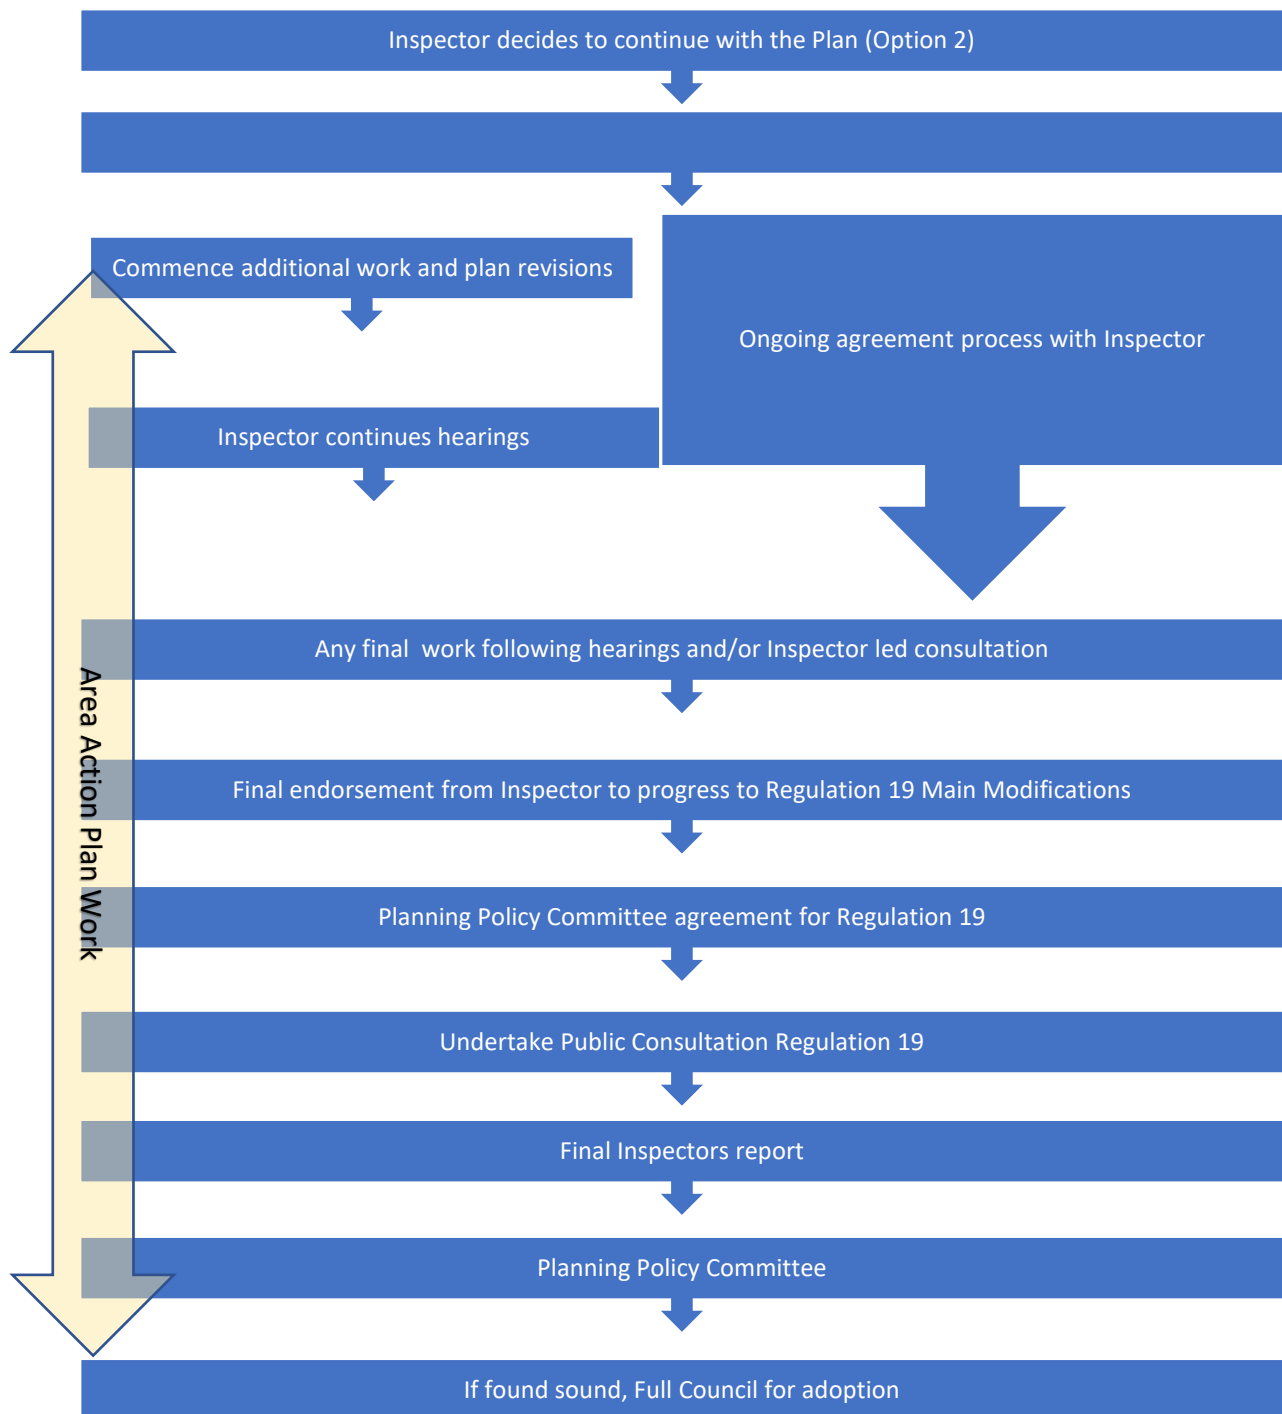 Inspector decides to continue with the Plan (Option 2)
Commence additional work and plan revisions
Ongoing agreement process with Inspector
Inspector continues hearings
Any final  work following hearings and/or Inspector led consultation
Area Action Plan Work
Final endorsement from Inspector to progress to Regulation 19 Main Modifications
Planning Policy Committee agreement for Regulation 19
Undertake Public Consultation Regulation 19
Final Inspectors report
Planning Policy Committee
If found sound, Full Council for adoption